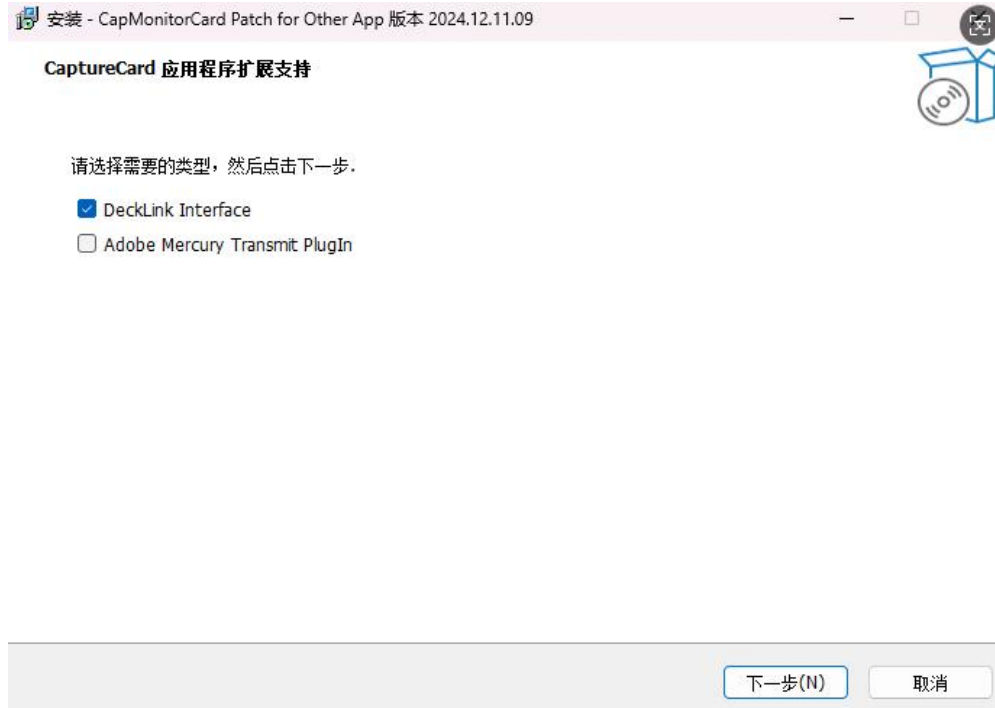 安装 - CapMonitorCard Patch for Other App 版本 2024.12.11.09
CaptureCard 应用程序扩展支持
请选择需要的类型，然后点击下一步.
DeckLink Interface
Adobe Mercury Transmit PlugIn
下一步(N)
取消